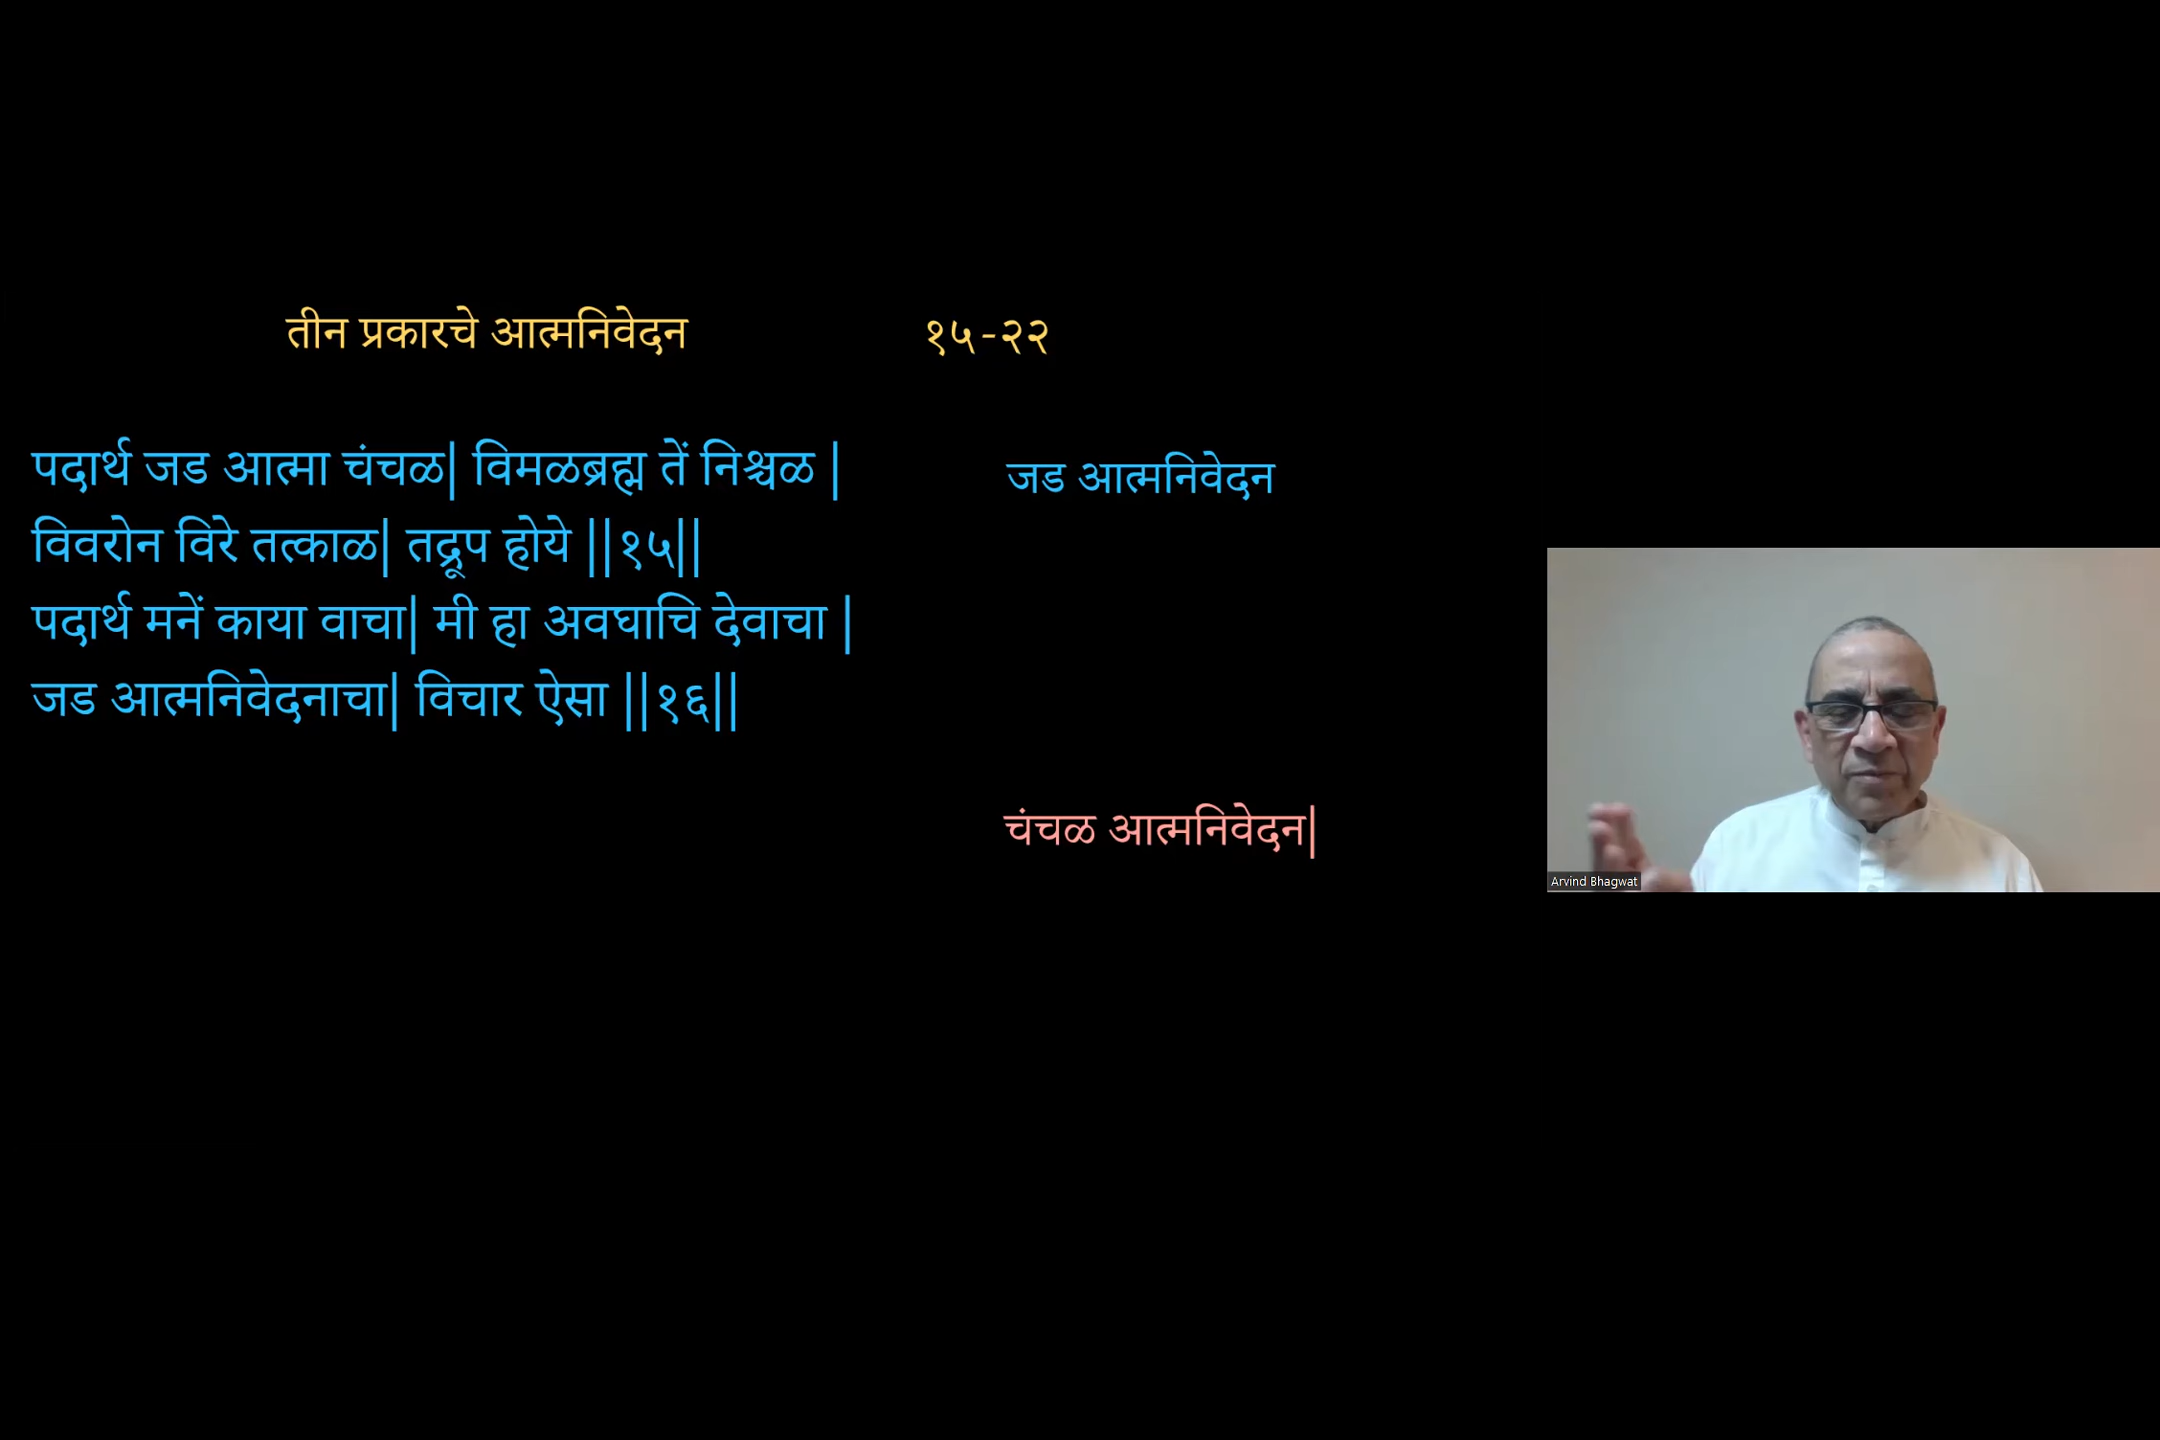 तीन प्रकारचे आत्मनिवेदन १५-२२
पदार्थ जड आत्मा चंचळ| विमळब्रह्म तें निश्चळ |
विवरोन विरे तत्काळ| तद्रूप होये ||१५||
पदार्थ मनें काया वाचा| मी हा अवघाचि देवाचा |
जड आत्मनिवेदनाचा| विचार ऐसा ||१६||
जड आत्मनिवेदन
चंचळ आत्मनिवेदन|
Arvind Bhagwat